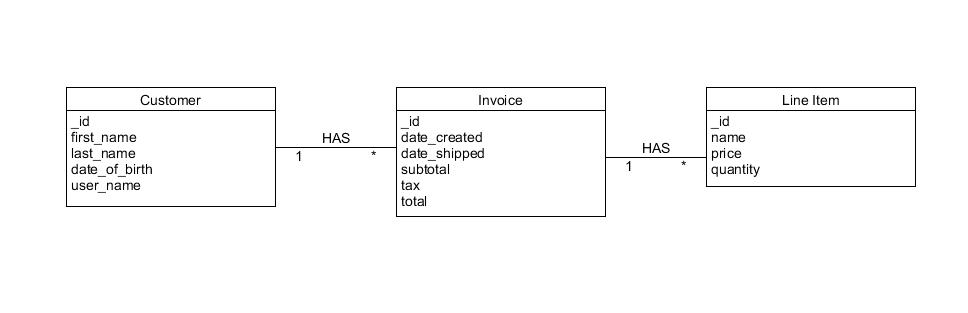 Customer
_id
first_name
last_name
date_of_birth
user_name
HAS
1 *
Invoice
_id
date_created
date_shipped
subtotal
tax
total
HAS
1 *
Line Item
_id
name
price
quantity